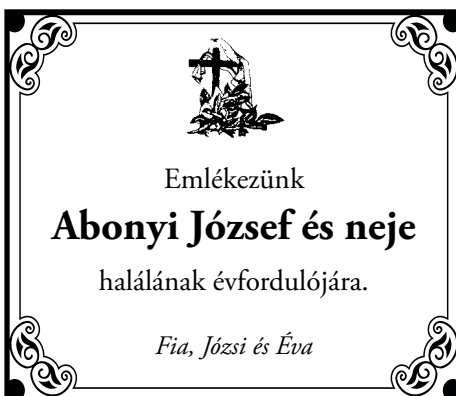 Emlékezünk
Abonyi József és neje
halálának évfordulójára.
Fia, Józsi és Éva